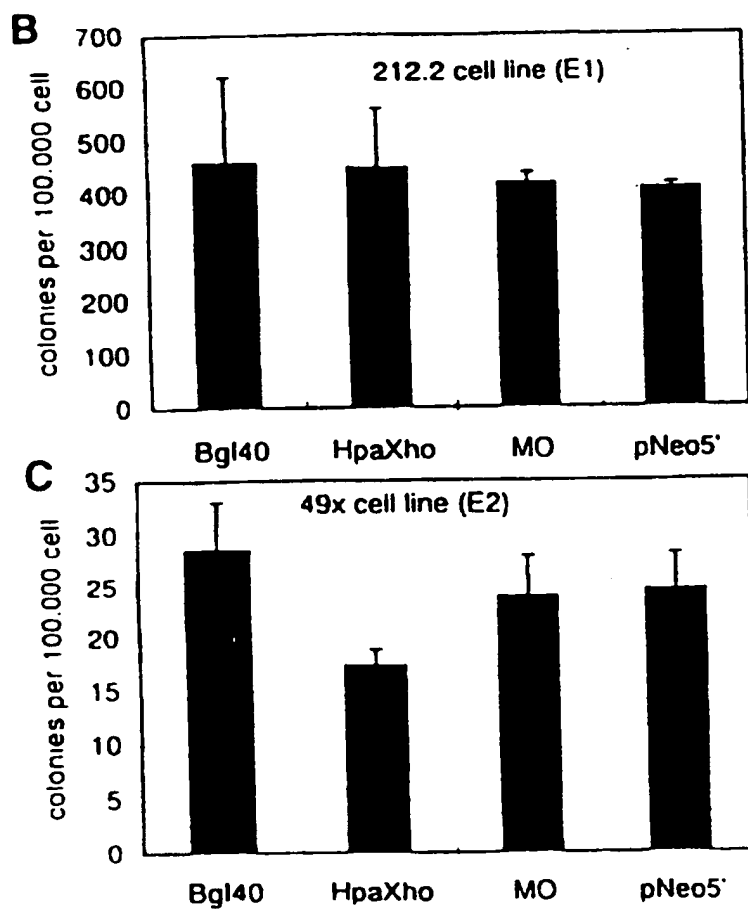 B
700
600
500
400
300
200
100
0
colonies per 100.000 cell
212.2 cell line (E1)
Bgl40 HpaXho MO pNeo5'
C
35
30
25
20
15
10
5
0
colonies per 100.000 cell
49x cell line (E2)
Bgl40 HpaXho MO pNeo5'